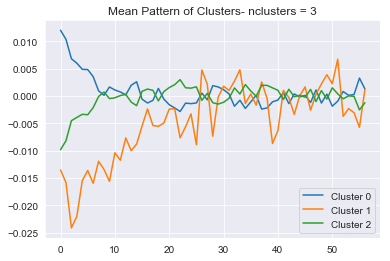 Mean Pattern of Clusters- nclusters = 3
0.010
0.005
0.000
−0.005
−0.010
−0.015
−0.020
−0.025
0 10 20 30 40 50
Cluster 0
Cluster 1
Cluster 2